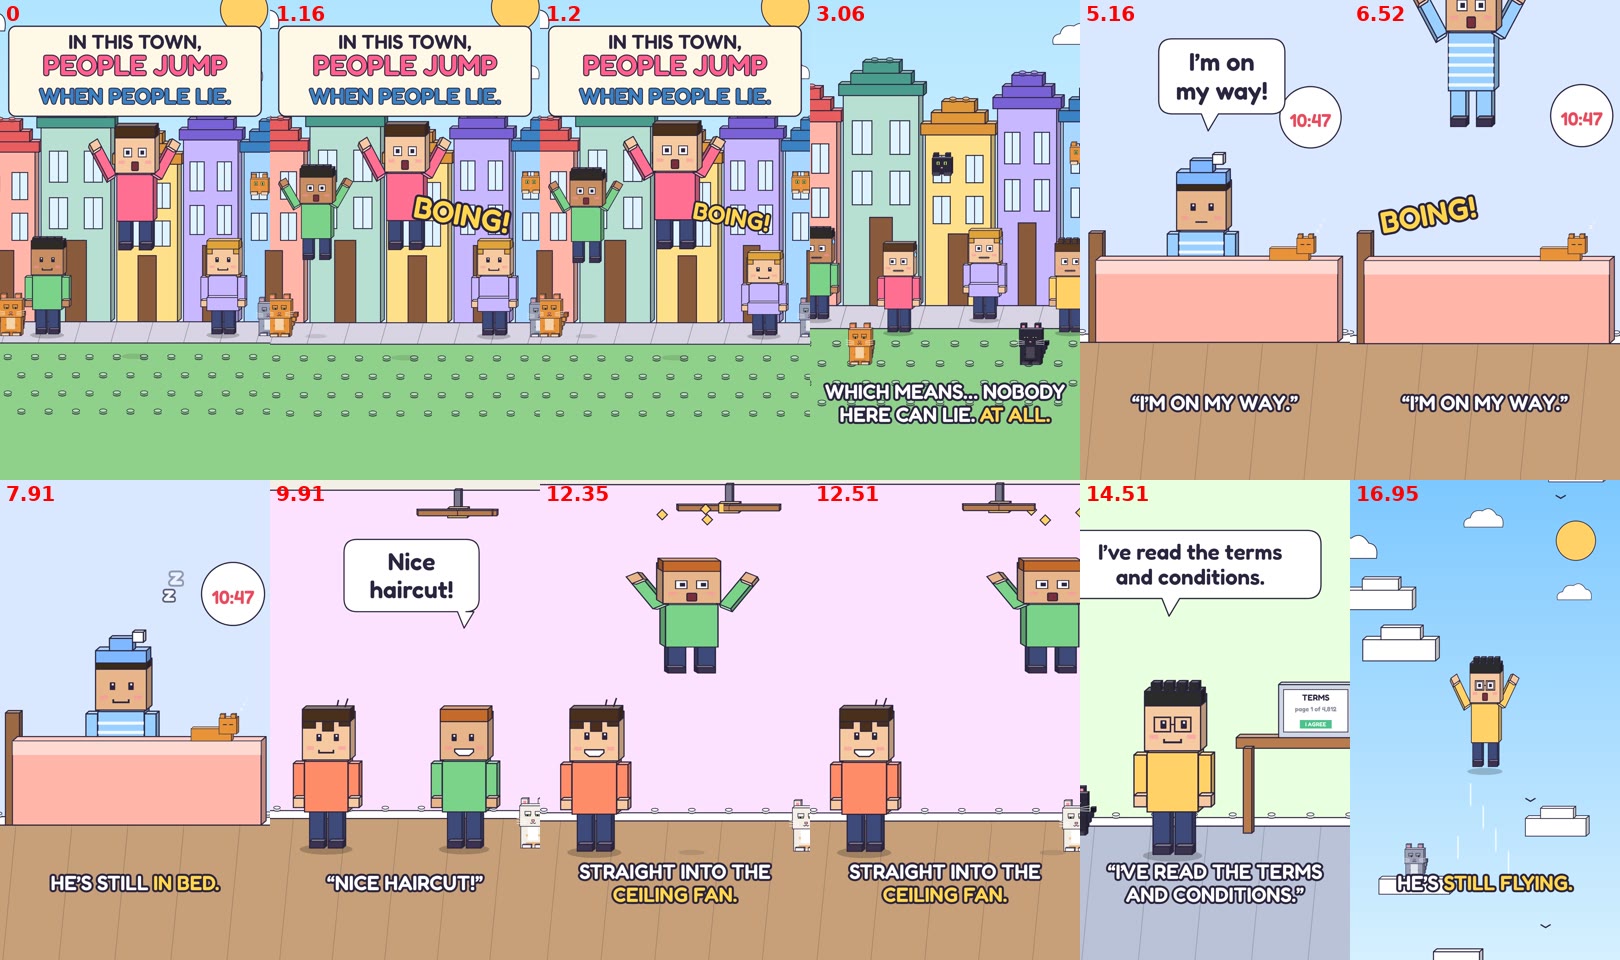 0
IN THIS TOWN,
PEOPLE JUMP
WHEN PEOPLE LIE.
1.16
IN THIS TOWN,
PEOPLE JUMP
WHEN PEOPLE LIE.
BOING!
1.2
IN THIS TOWN,
PEOPLE JUMP
WHEN PEOPLE LIE.
BOING!
3.06
WHICH MEANS... NOBODY
HERE CAN LIE. AT ALL.
5.16
I'm on
my way!
10:47
“I'M ON MY WAY.”
6.52
10:47
BOING!
“I'M ON MY WAY.”
7.91
z
z
10:47
HE'S STILL IN BED.
9.91
Nice
haircut!
“NICE HAIRCUT!”
12.35
STRAIGHT INTO THE
CEILING FAN.
12.51
STRAIGHT INTO THE
CEILING FAN.
14.51
I've read the terms
and conditions.
TERMS
page 1 of 4,812
I AGREE
“I'VE READ THE TERMS
AND CONDITIONS.”
16.95
HE'S STILL FLYING.